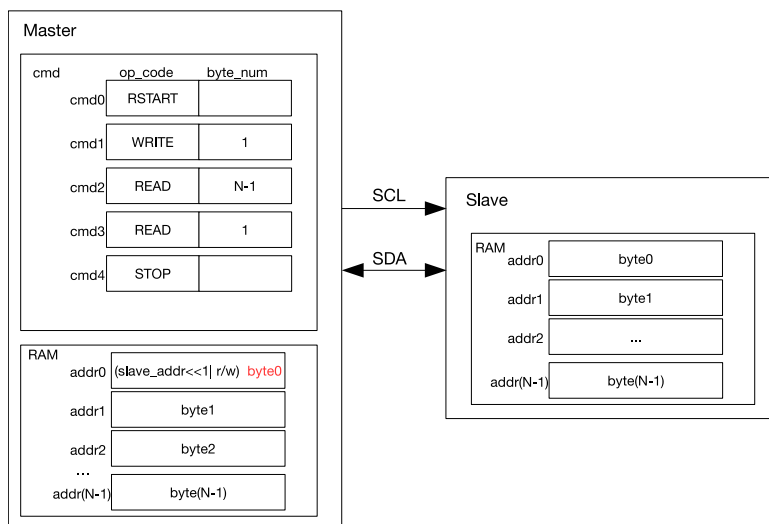 Master
cmd op_code byte_num
cmd0 RSTART
cmd1 WRITE 1
cmd2 READ N-1
cmd3 READ 1
cmd4 STOP
RAM
addr0 (slave_addr<<1| r/w) byte0
addr1 byte1
addr2 byte2
...
addr(N-1) byte(N-1)
SCL
SDA
Slave
RAM
addr0 byte0
addr1 byte1
addr2 ...
addr(N-1) byte(N-1)